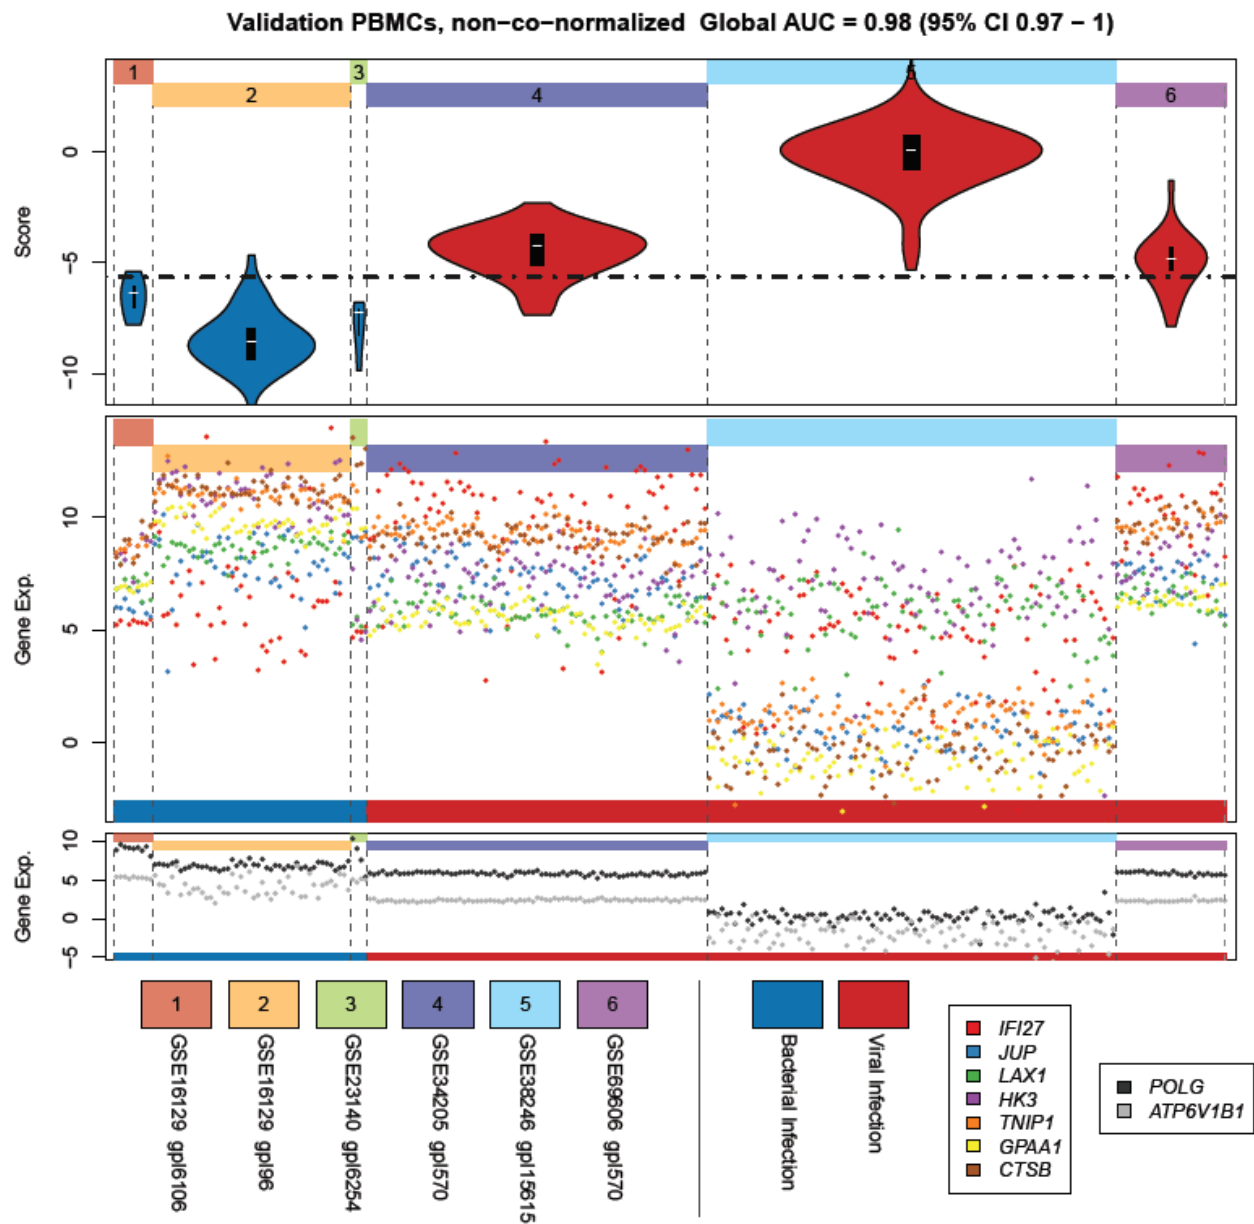 Validation PBMCs, non−co−normalized  Global AUC = 0.98 (95% CI 0.97 − 1)
1
3
2
4
6
Score
0
−5
−10
Gene Exp.
10
5
0
Gene Exp.
10
5
0
−5
1
2
3
4
5
6
GSE16129 gpl6106
GSE16129 gpl96
GSE23140 gpl6254
GSE34205 gpl570
GSE38246 gpl15615
GSE69606 gpl570
Bacterial Infection
Viral Infection
IFI27
JUP
LAX1
HK3
TNIP1
GPAA1
CTSB
POLG
ATP6V1B1